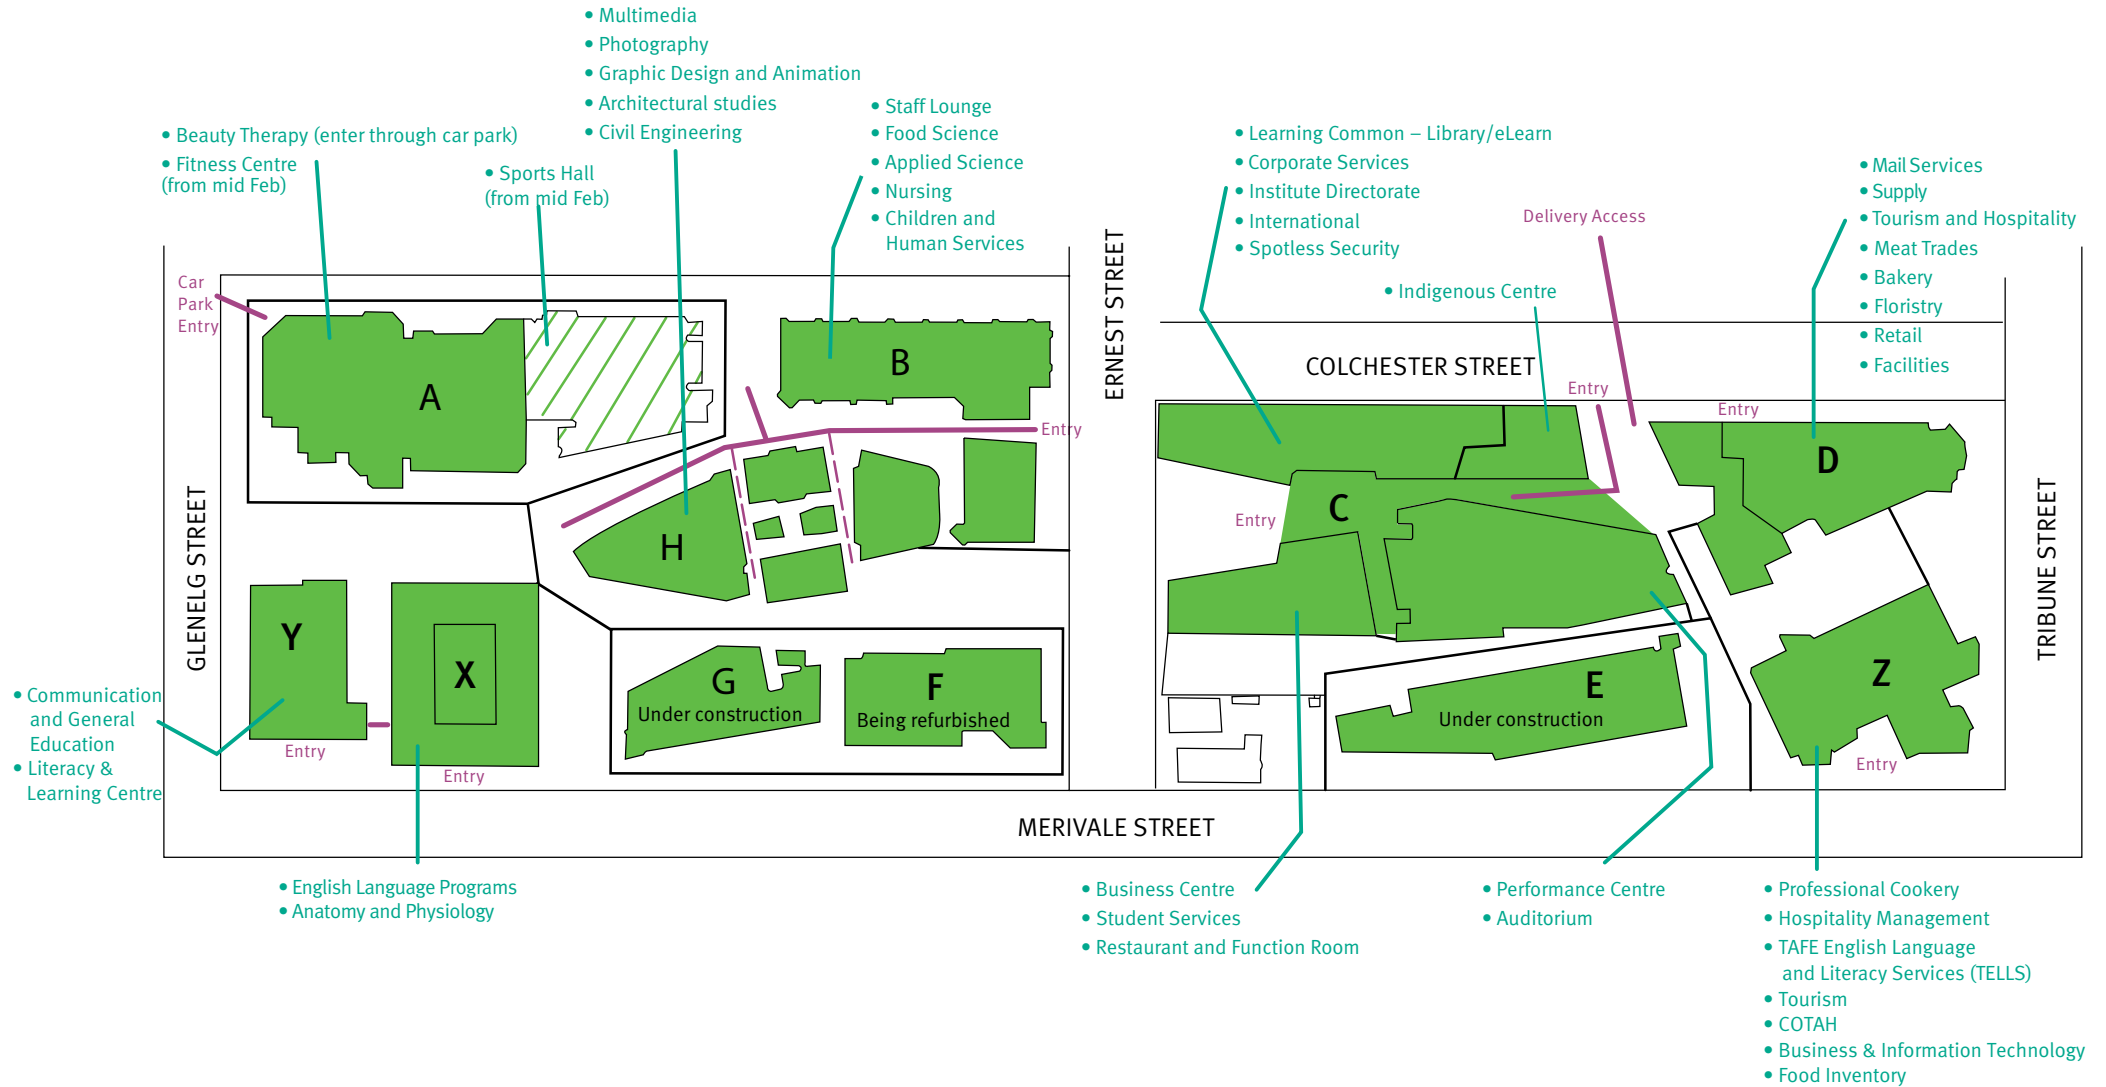 • Multimedia
• Photography
• Graphic Design and Animation
• Architectural studies
• Civil Engineering
• Beauty Therapy (enter through car park)
• Fitness Centre
(from mid Feb)
• Sports Hall
(from mid Feb)
• Staff Lounge
• Food Science
• Applied Science
• Nursing
• Children and
Human Services
• Learning Common – Library/eLearn
• Corporate Services
• Institute Directorate
• International
• Spotless Security
Delivery Access
• Indigenous Centre
• Mail Services
• Supply
• Tourism and Hospitality
• Meat Trades
• Bakery
• Floristry
• Retail
• Facilities
Car
Park
Entry
A
B
Entry
H
ERNEST STREET
COLCHESTER STREET
Entry
Entry
D
C
Entry
GLENELG STREET
TRIBUNE STREET
Y
X
G
Under construction
F
Being refurbished
E
Under construction
Z
Entry
Entry
Entry
• Communication
and General
Education
• Literacy &
Learning Centre
MERIVALE STREET
• English Language Programs
• Anatomy and Physiology
• Business Centre
• Student Services
• Restaurant and Function Room
• Performance Centre
• Auditorium
• Professional Cookery
• Hospitality Management
• TAFE English Language
and Literacy Services (TELLS)
• Tourism
• COTAH
• Business & Information Technology
• Food Inventory